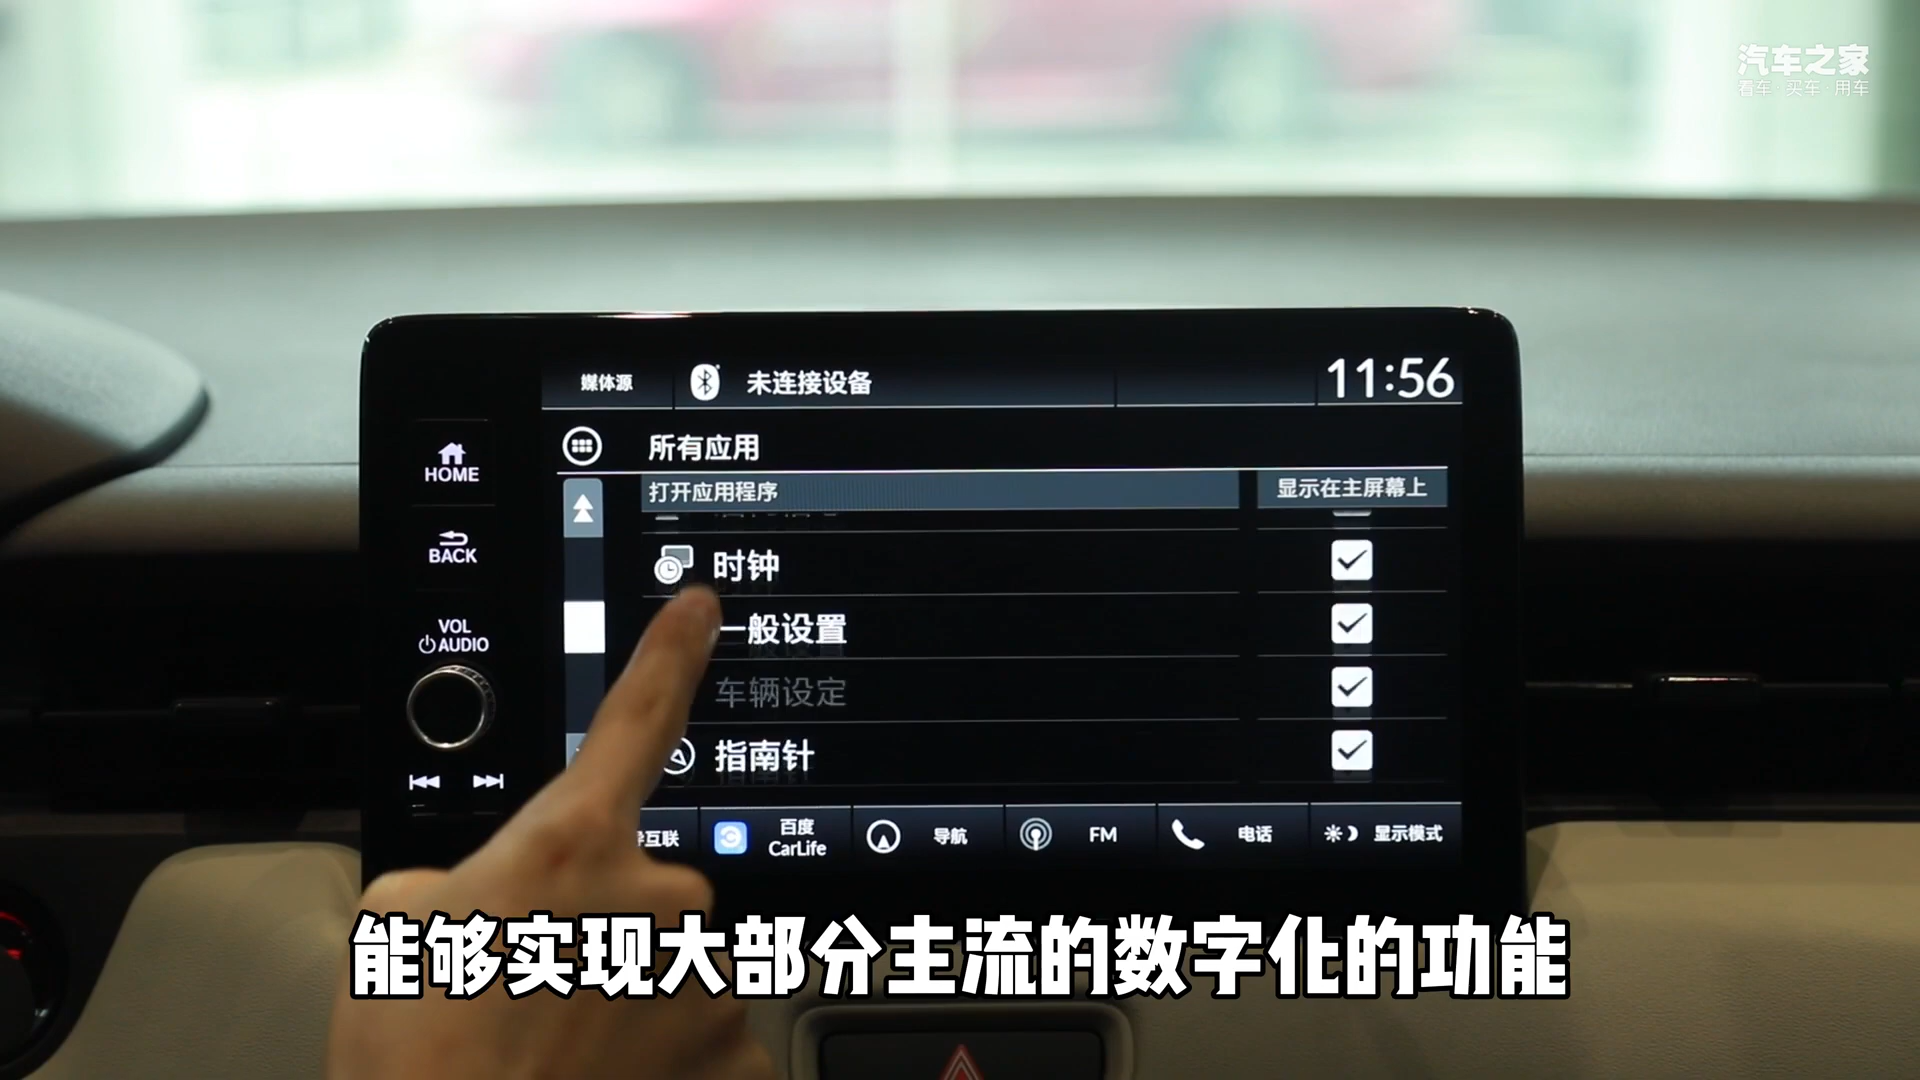 汽车之家
看车·买车·用车
媒体源
未连接设备
11:56
HOME
所有应用
打开应用程序
显示在主屏幕上
BACK
时钟
VOL
AUDIO
一般设置
车辆设定
指南针
互联
百度
CarLife
导航
FM
电话
显示模式
能够实现大部分主流的数字化的功能